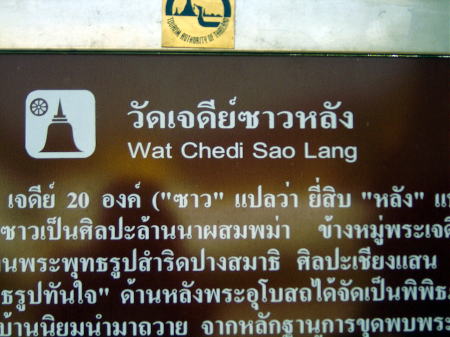 TOURISM AUTHORITY OF THAILAND
วัดเจดีย์ซาวหลัง
Wat Chedi Sao Lang
เจดีย์ 20 องค์ ("ซาว" แปลว่า ยี่สิบ "หลัง"
ซาวเป็นศิลปะล้านนาผสมพม่า ข้างหมู่พระเจดี
นพระพุทธรูปสำริดปางสมาธิ ศิลปะเชียงแสน
ธรูปทันใจ" ด้านหลังพระอุโบสถได้จัดเป็นพิพิธ
บ้านนิยมนำมาถวาย จากหลักฐานการขุดพบพระ